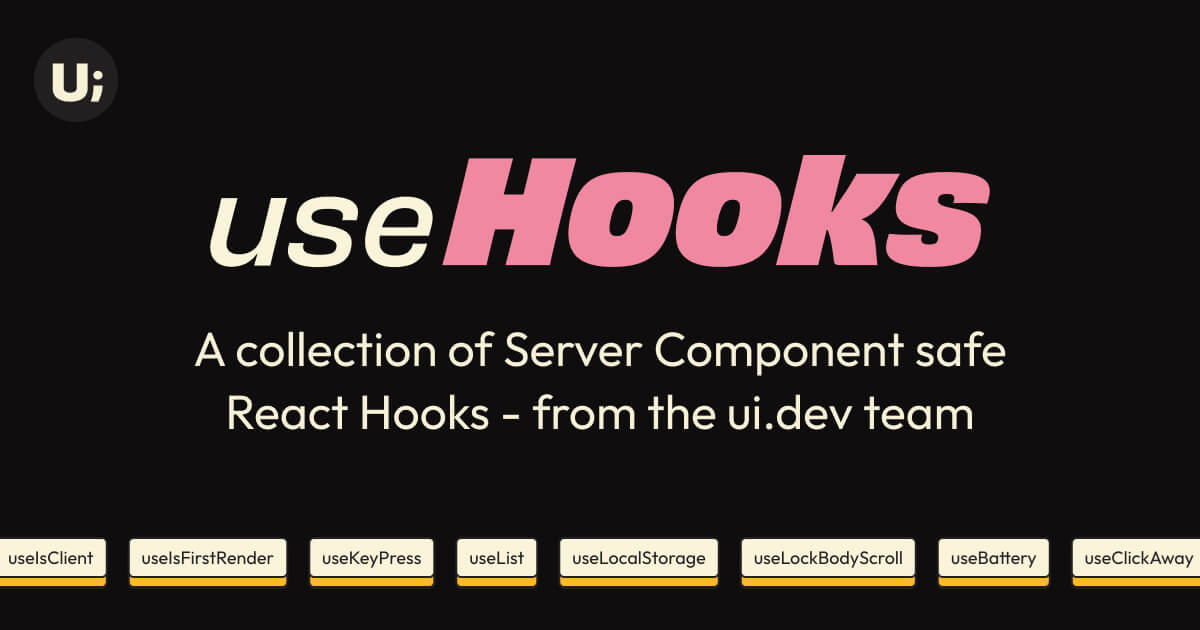 U;
useHooks
A collection of Server Component safe
React Hooks - from the ui.dev team
useIsClient useIsFirstRender useKeyPress useList useLocalStorage useLockBodyScroll useBattery useClickAway